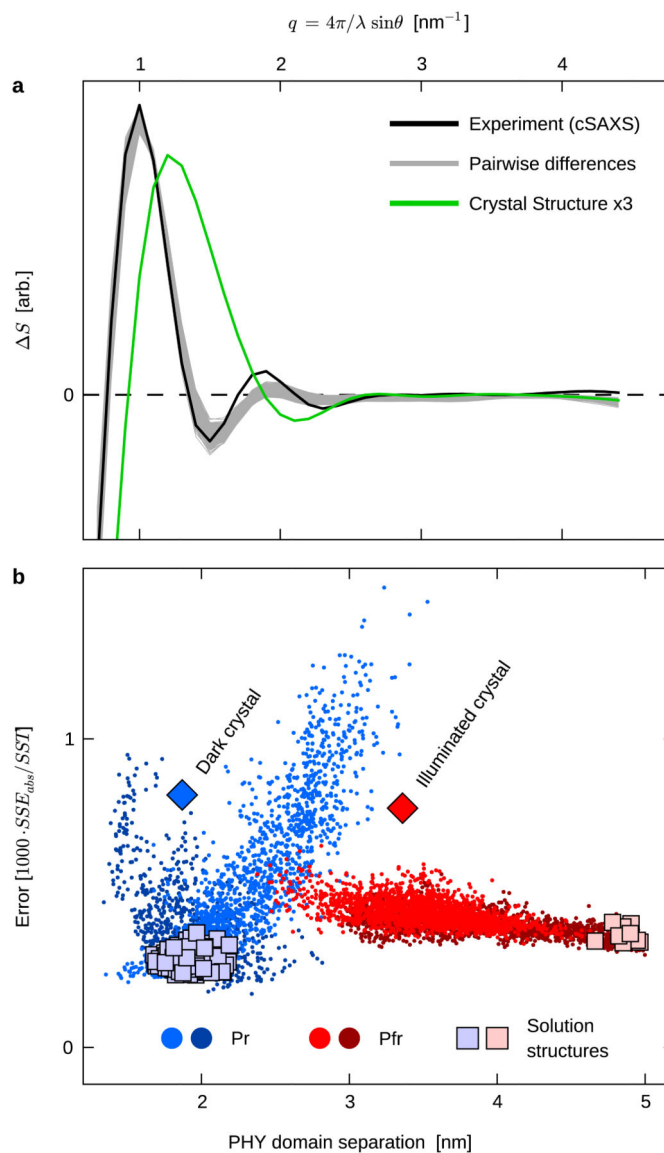 q = 4π/λ sinθ [nm⁻¹]
1 2 3 4
a
Experiment (cSAXS)
Pairwise differences
Crystal Structure x3
ΔS [arb.]
0
b
Dark crystal
Illuminated crystal
Error [1000·SSE_abs/SST]
1
0
Pr
Pfr
Solution
structures
2 3 4 5
PHY domain separation [nm]